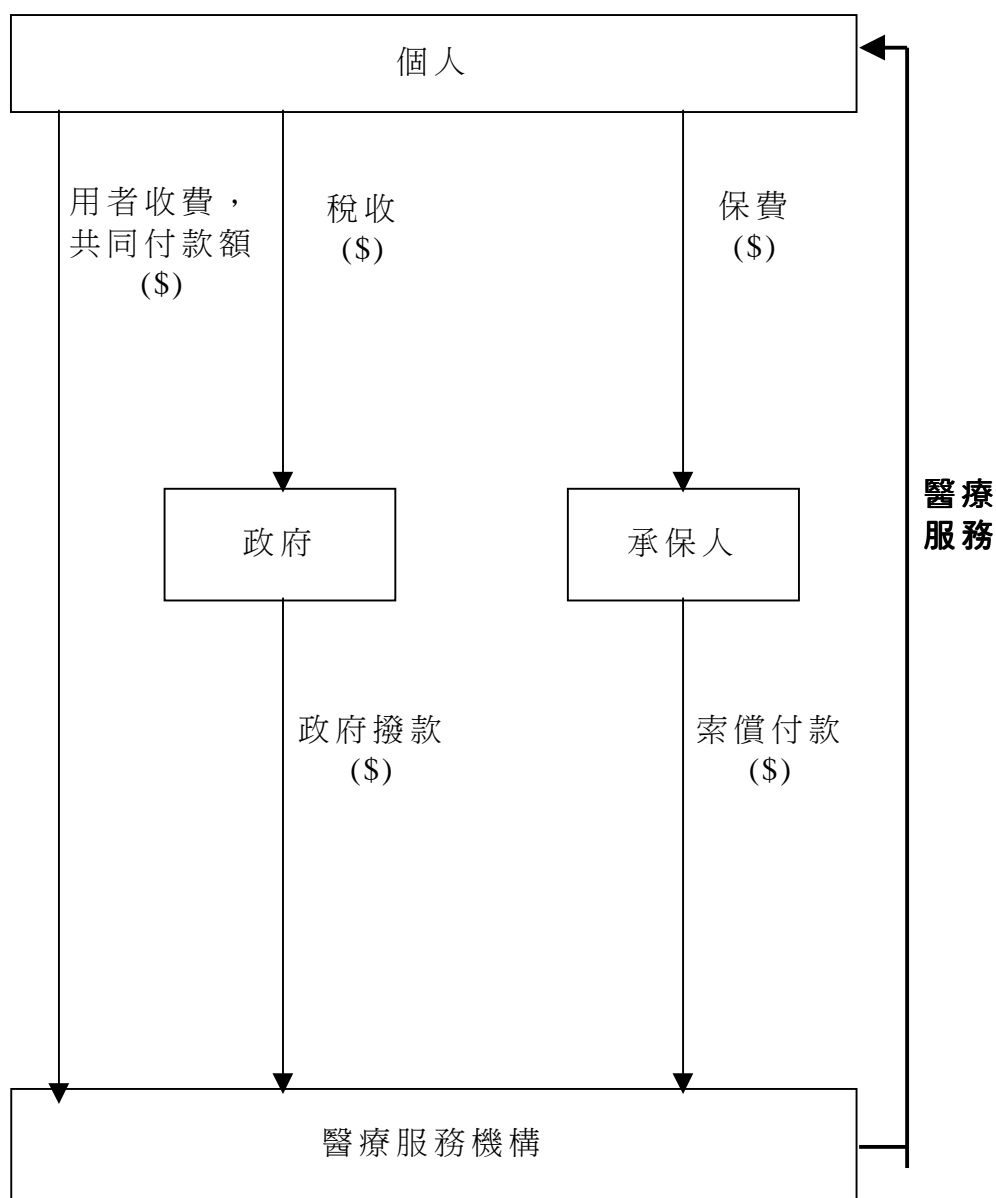 個人
用者收費，
共同付款額
($)
稅收
($)
保費
($)
政府
承保人
醫療
服務
政府撥款
($)
索償付款
($)
醫療服務機構